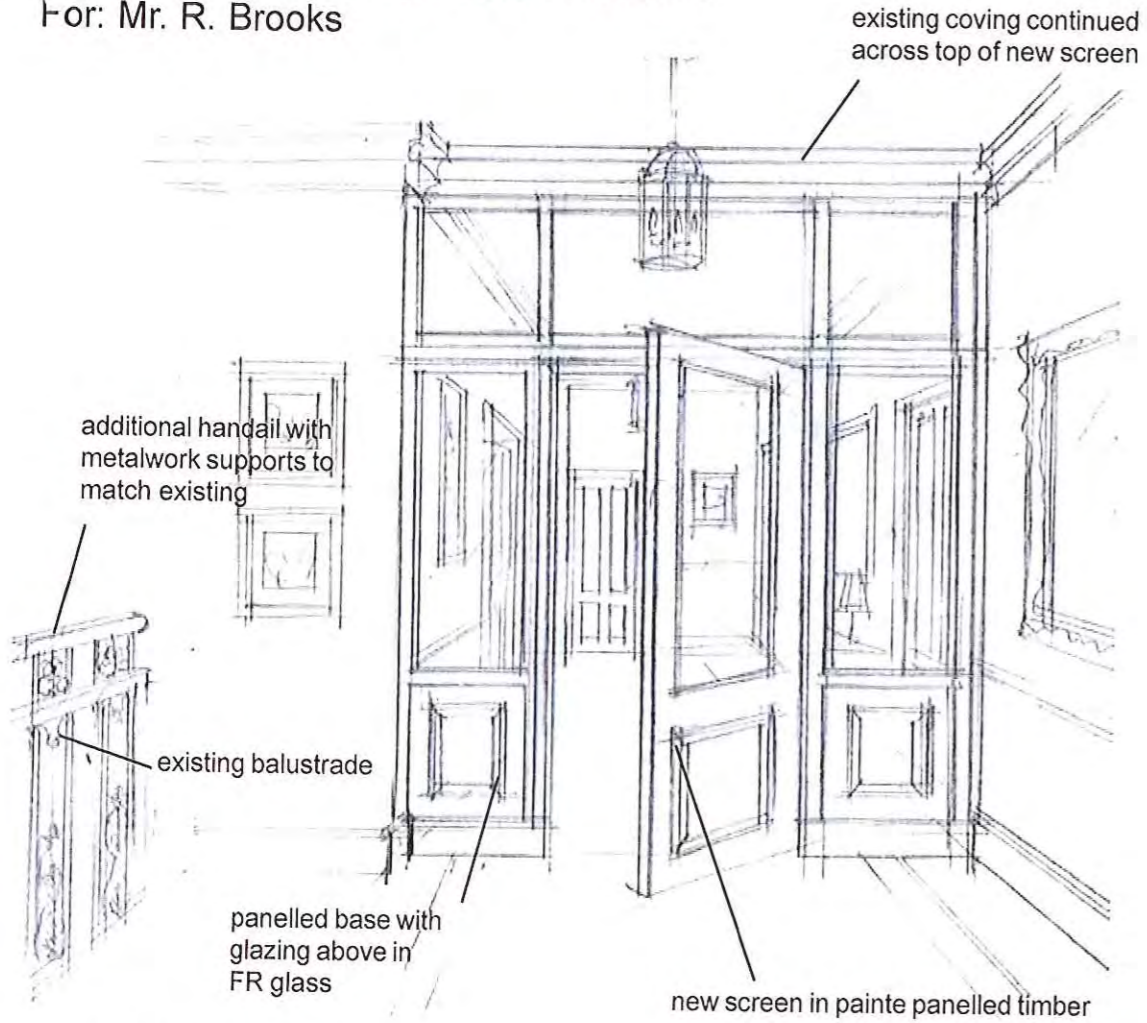 For: Mr. R. Brooks
existing coving continued
across top of new screen
additional handail with
metalwork supports to
match existing
existing balustrade
panelled base with
glazing above in
FR glass
new screen in painte panelled timber